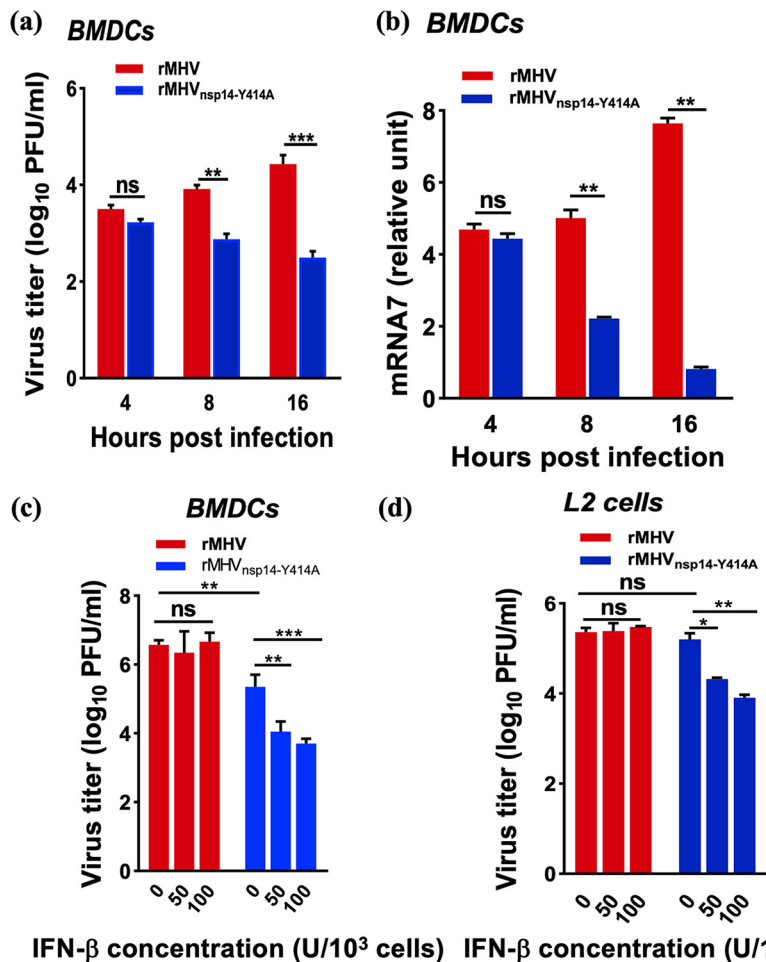 (a) BMDCs
rMHV
rMHVnsp14-Y414A
Virus titer (log10 PFU/ml)
6
4
2
0
ns
**
***
4 8 16
Hours post infection
(b) BMDCs
rMHV
rMHVnsp14-Y414A
mRNA7 (relative unit)
8
6
4
2
0
ns
**
**
4 8 16
Hours post infection
(c) BMDCs
rMHV
rMHVnsp14-Y414A
Virus titer (log10 PFU/ml)
8
6
4
2
0
**
ns
***
**
0 50 100 0 50 100
IFN-β concentration (U/10³ cells)
(d) L2 cells
rMHV
rMHVnsp14-Y414A
Virus titer (log10 PFU/ml)
6
4
2
0
ns
ns
**
*
0 50 100 0 50 100
IFN-β concentration (U/1